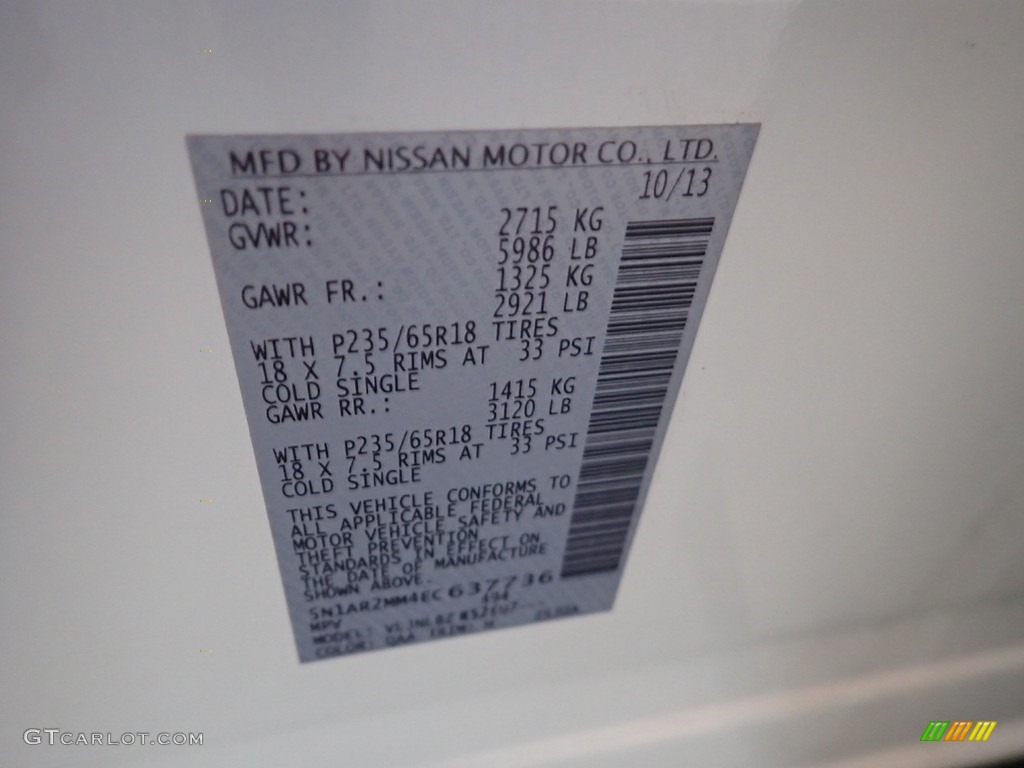 MFD BY NISSAN MOTOR CO., LTD.
DATE: 10/13
GVWR: 2715 KG
5986 LB
GAWR FR.: 1325 KG
2921 LB
WITH P235/65R18 TIRES
18 X 7.5 RIMS AT 33 PSI
COLD SINGLE
GAWR RR.: 1415 KG
3120 LB
WITH P235/65R18 TIRES
18 X 7.5 RIMS AT 33 PSI
COLD SINGLE
THIS VEHICLE CONFORMS TO
ALL APPLICABLE FEDERAL
MOTOR VEHICLE SAFETY AND
THEFT PREVENTION
STANDARDS IN EFFECT ON
THE DATE OF MANUFACTURE
SHOWN ABOVE.
5N1AR2MM4EC637736
MPV 494
MODEL:
COLOR: QAA TRIM:
GTCARLOT.COM